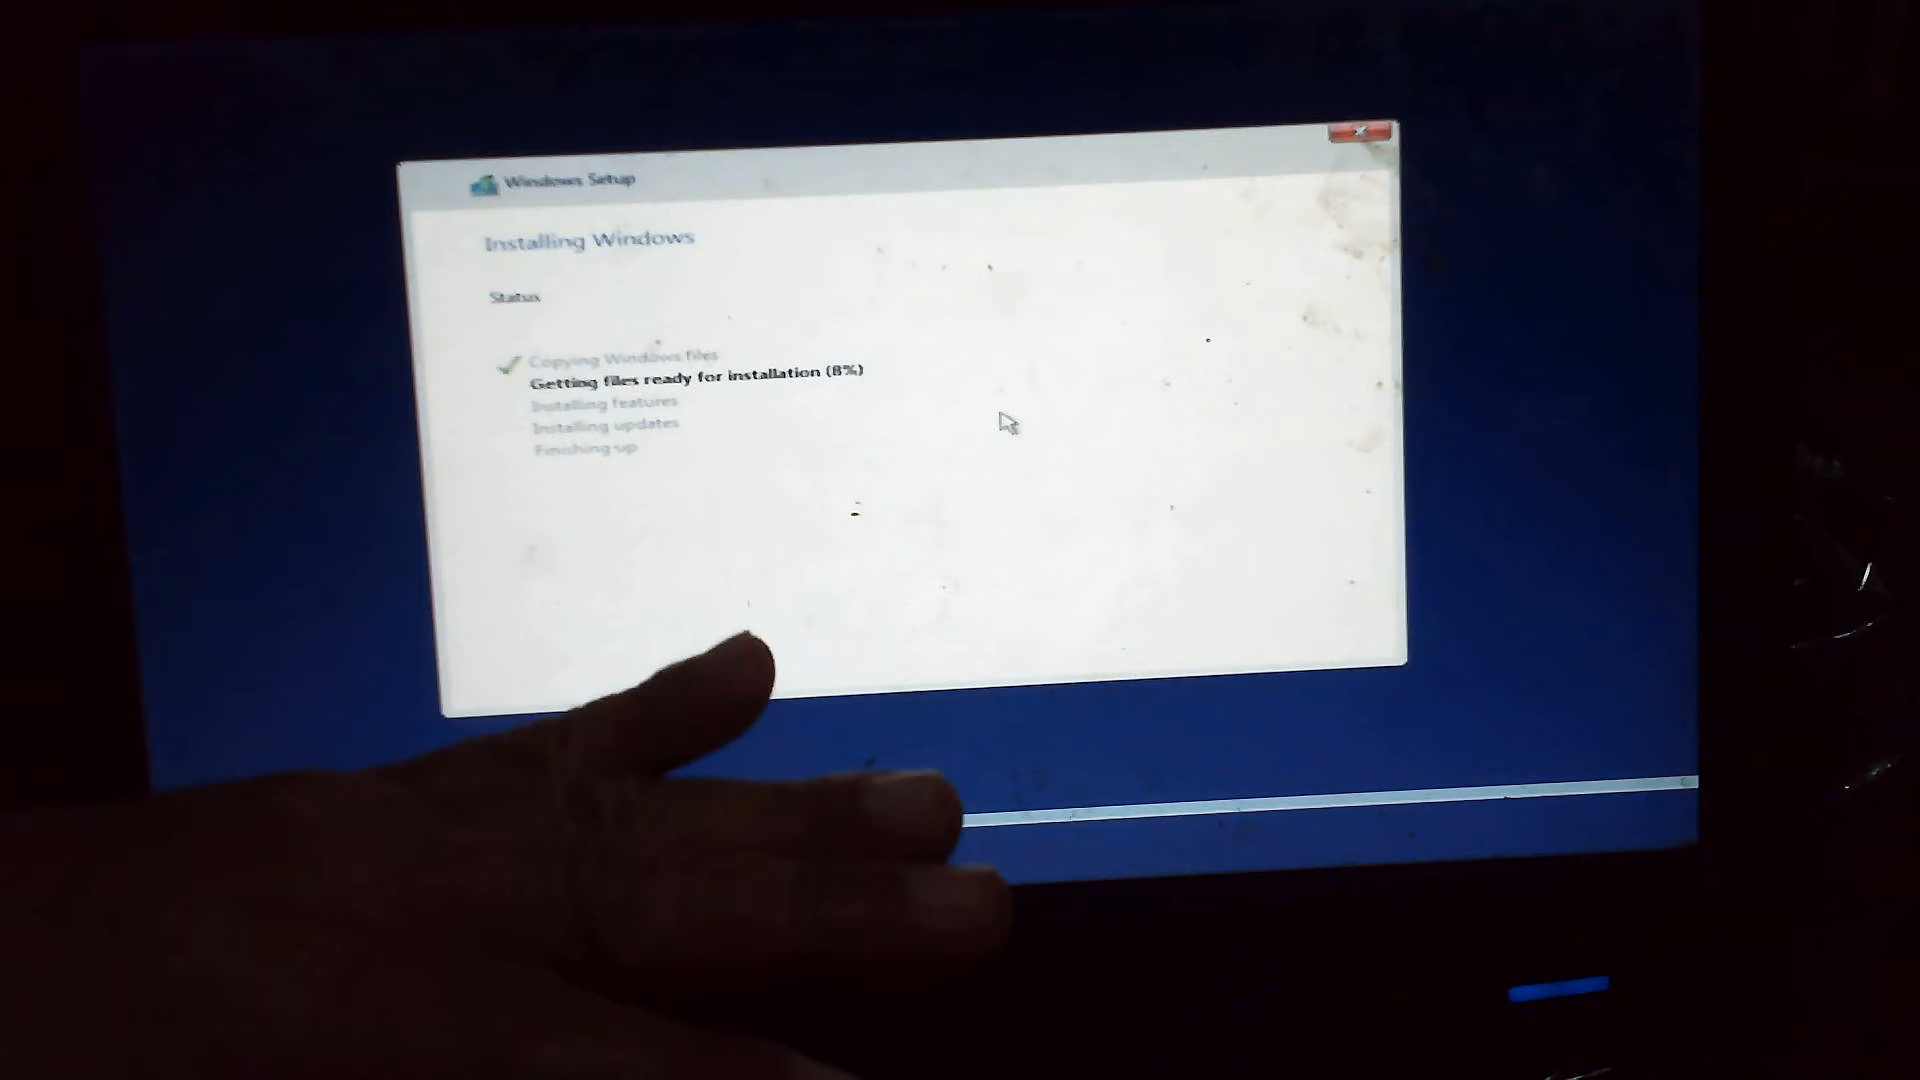 Windows Setup
Installing Windows
Status
Copying Windows files
Getting files ready for installation (8%)
Installing features
Installing updates
Finishing up